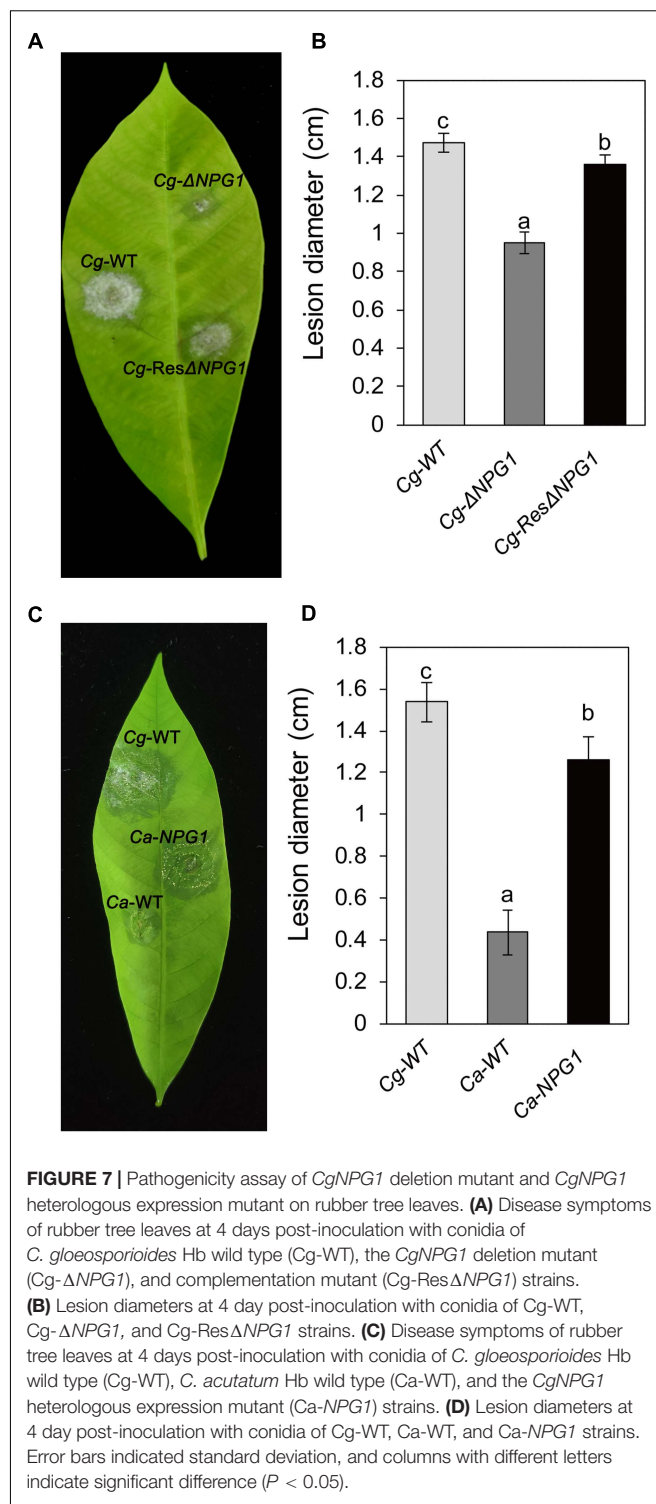 A
Cg-ΔNPG1
Cg-WT
Cg-ResΔNPG1
B
Lesion diameter (cm)
1.8
1.6
1.4
1.2
1
0.8
0.6
0.4
0.2
0
c
a
b
Cg-WT
Cg-ΔNPG1
Cg-ResΔNPG1
C
Cg-WT
Ca-NPG1
Ca-WT
D
Lesion diameter (cm)
1.8
1.6
1.4
1.2
1
0.8
0.6
0.4
0.2
0
c
a
b
Cg-WT
Ca-WT
Ca-NPG1
FIGURE 7 | Pathogenicity assay of CgNPG1 deletion mutant and CgNPG1
heterologous expression mutant on rubber tree leaves. (A) Disease symptoms
of rubber tree leaves at 4 days post-inoculation with conidia of
C. gloeosporioides Hb wild type (Cg-WT), the CgNPG1 deletion mutant
(Cg-ΔNPG1), and complementation mutant (Cg-ResΔNPG1) strains.
(B) Lesion diameters at 4 day post-inoculation with conidia of Cg-WT,
Cg-ΔNPG1, and Cg-ResΔNPG1 strains. (C) Disease symptoms of rubber
tree leaves at 4 days post-inoculation with conidia of C. gloeosporioides Hb
wild type (Cg-WT), C. acutatum Hb wild type (Ca-WT), and the CgNPG1
heterologous expression mutant (Ca-NPG1) strains. (D) Lesion diameters at
4 day post-inoculation with conidia of Cg-WT, Ca-WT, and Ca-NPG1 strains.
Error bars indicated standard deviation, and columns with different letters
indicate significant difference (P < 0.05).